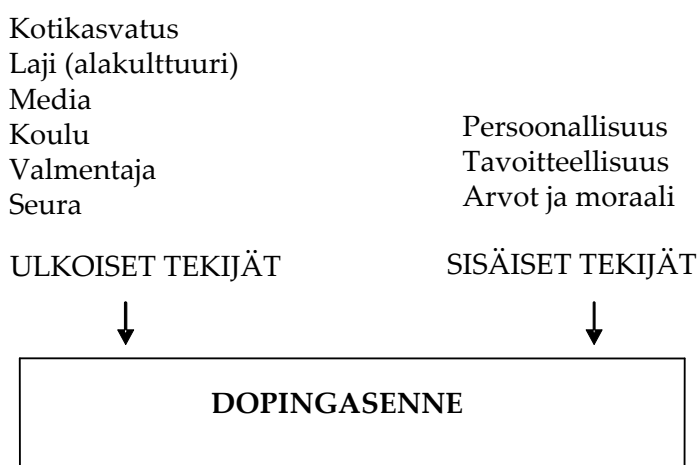 Kotikasvatus
Laji (alakulttuuri)
Media
Koulu
Valmentaja
Seura
ULKOISET TEKIJÄT
Persoonallisuus
Tavoitteellisuus
Arvot ja moraali
SISÄISET TEKIJÄT
DOPINGASENNE